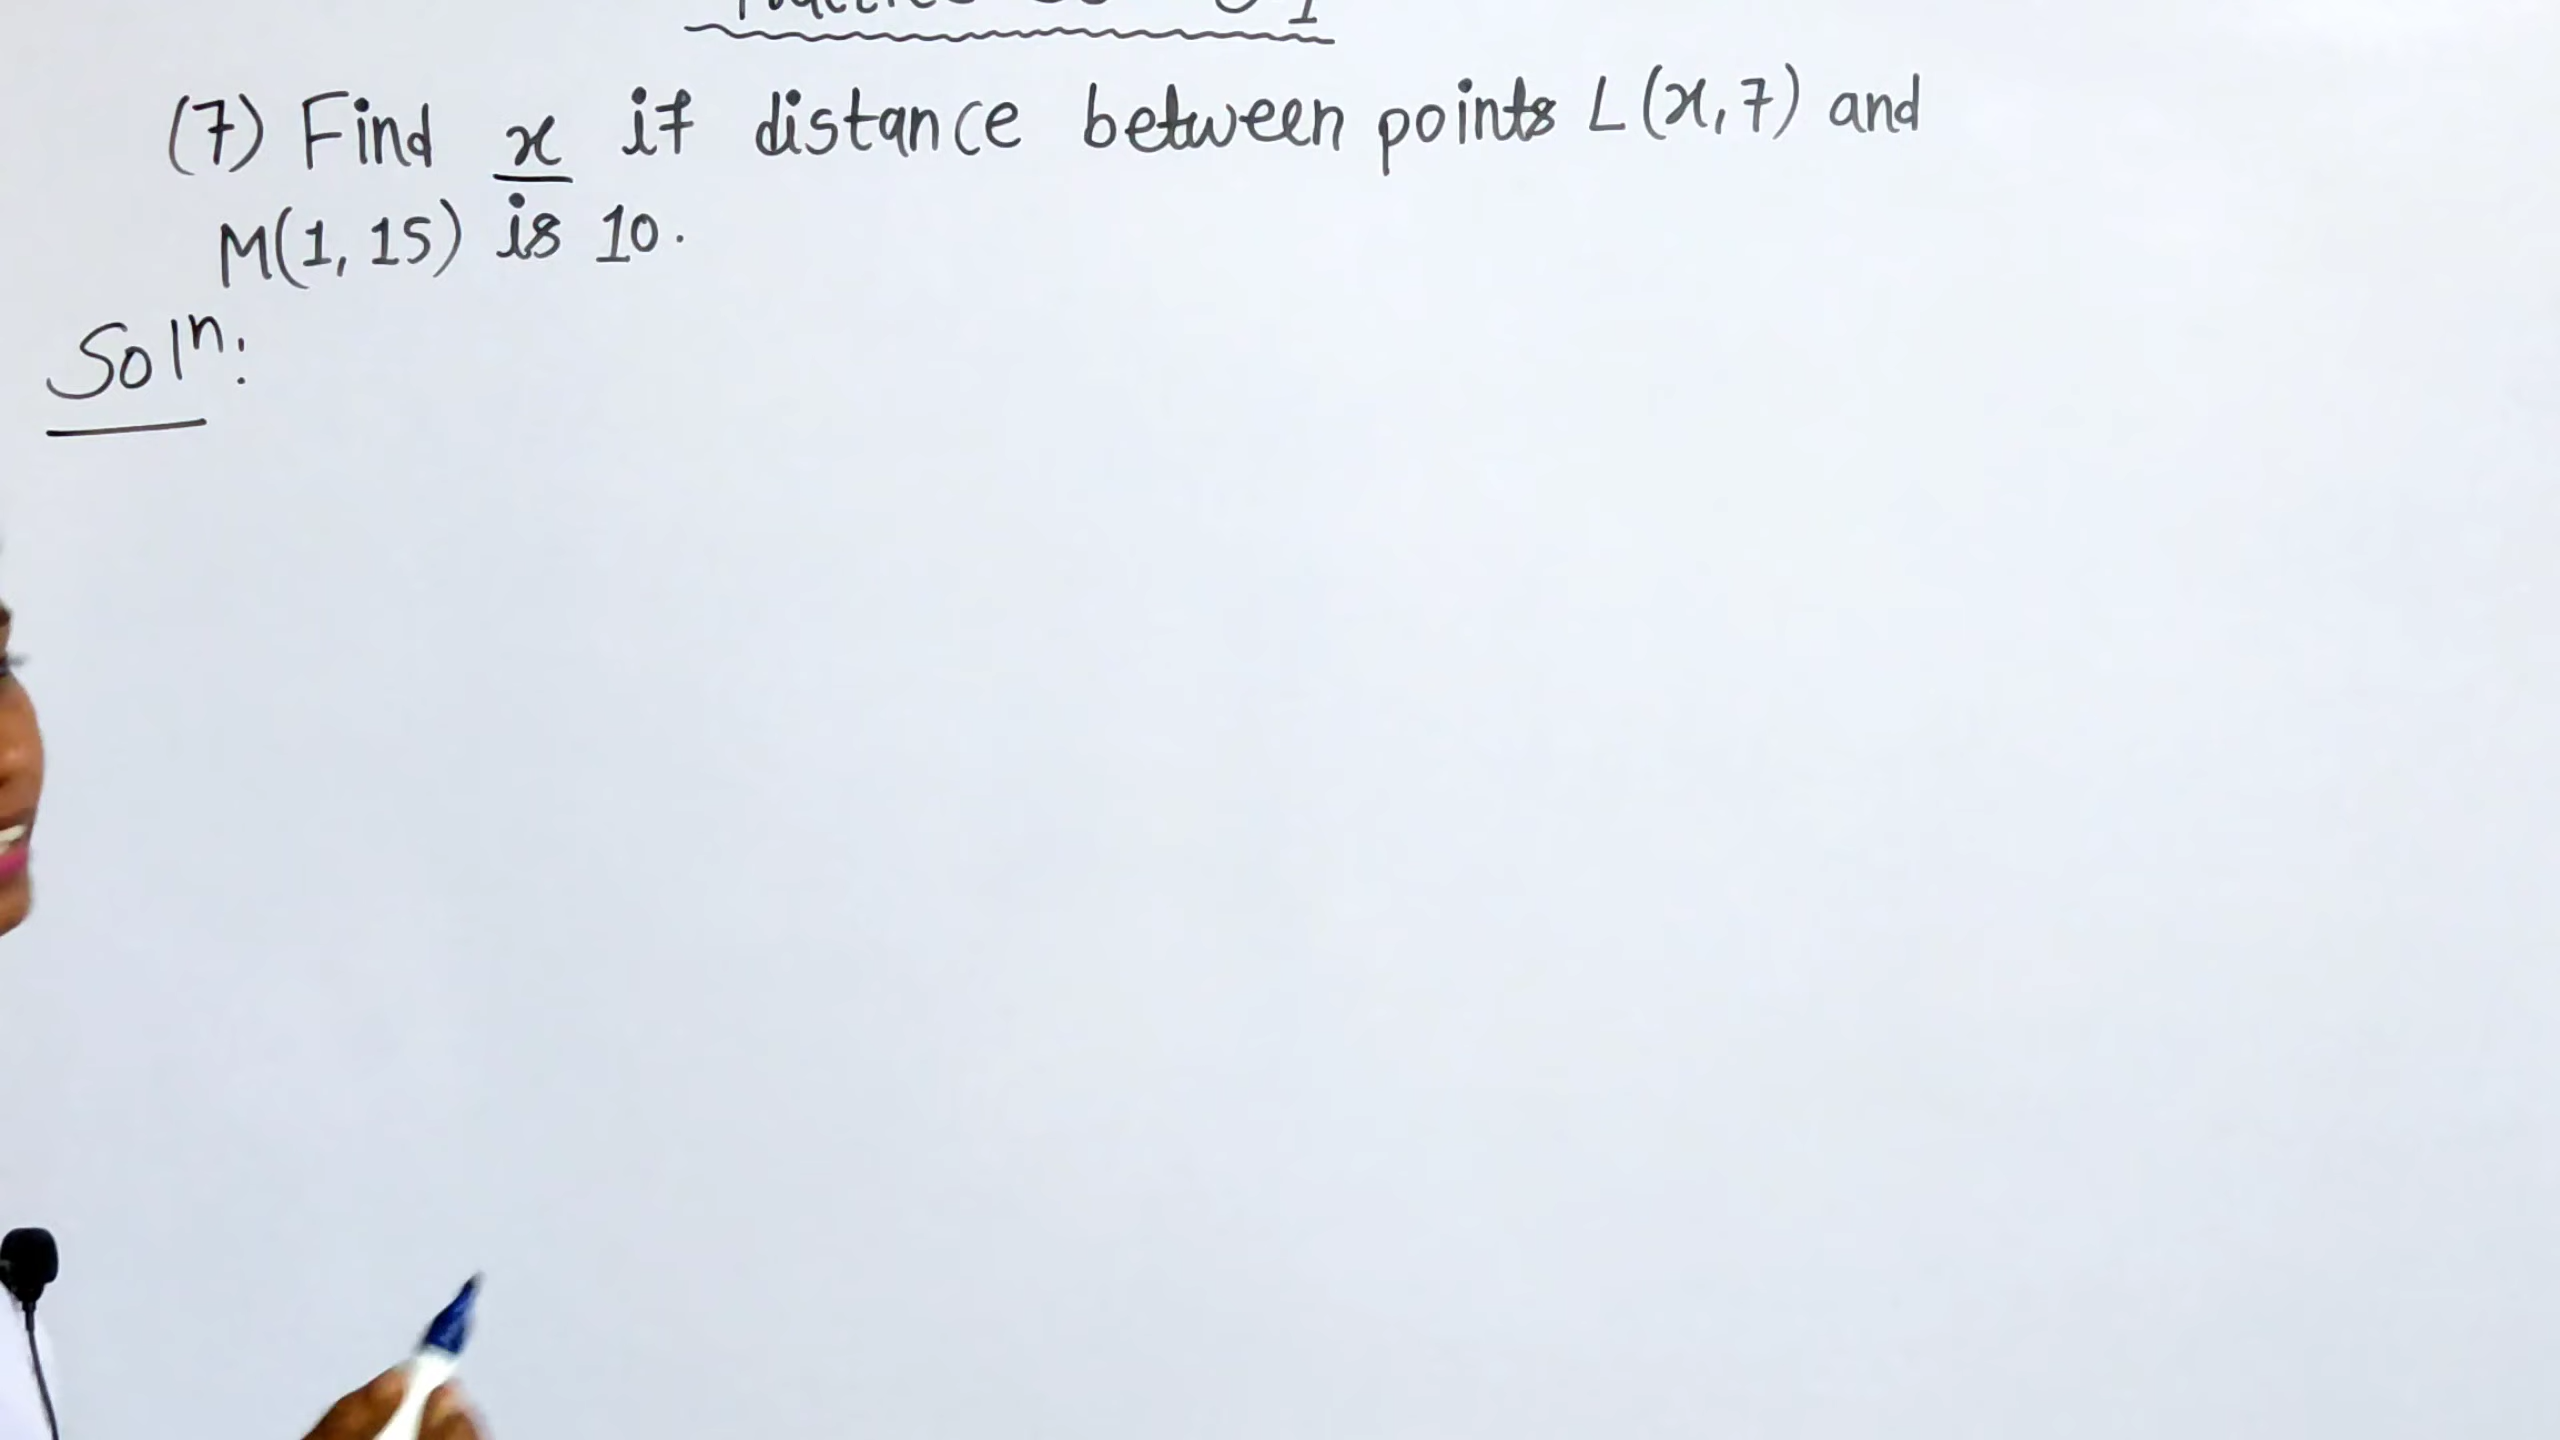 (7) Find x if distance between points L(x,7) and
M(1,15) is 10.
Solⁿ: